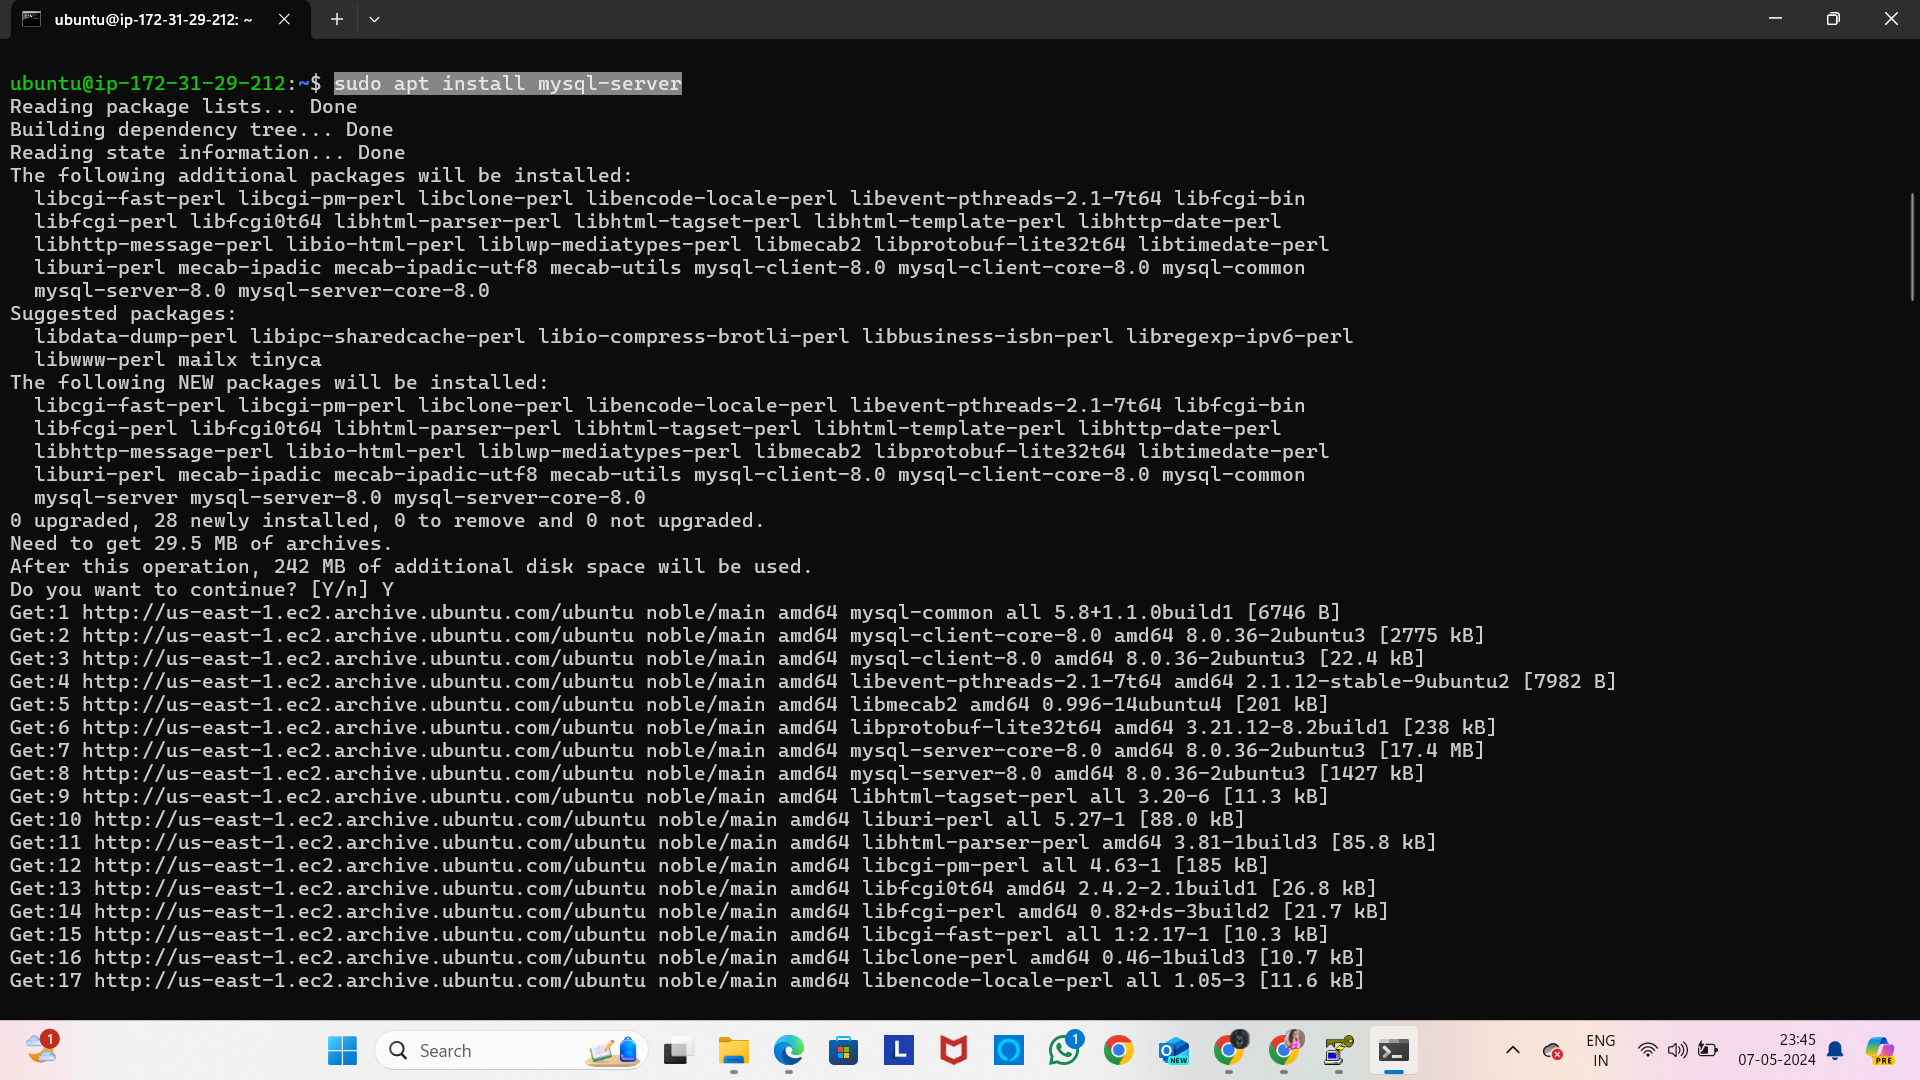 ubuntu@ip-172-31-29-212: ~
ubuntu@ip-172-31-29-212:~$ sudo apt install mysql-server
Reading package lists... Done
Building dependency tree... Done
Reading state information... Done
The following additional packages will be installed:
  libcgi-fast-perl libcgi-pm-perl libclone-perl libencode-locale-perl libevent-pthreads-2.1-7t64 libfcgi-bin
  libfcgi-perl libfcgi0t64 libhtml-parser-perl libhtml-tagset-perl libhtml-template-perl libhttp-date-perl
  libhttp-message-perl libio-html-perl liblwp-mediatypes-perl libmecab2 libprotobuf-lite32t64 libtimedate-perl
  liburi-perl mecab-ipadic mecab-ipadic-utf8 mecab-utils mysql-client-8.0 mysql-client-core-8.0 mysql-common
  mysql-server-8.0 mysql-server-core-8.0
Suggested packages:
  libdata-dump-perl libipc-sharedcache-perl libio-compress-brotli-perl libbusiness-isbn-perl libregexp-ipv6-perl
  libwww-perl mailx tinyca
The following NEW packages will be installed:
  libcgi-fast-perl libcgi-pm-perl libclone-perl libencode-locale-perl libevent-pthreads-2.1-7t64 libfcgi-bin
  libfcgi-perl libfcgi0t64 libhtml-parser-perl libhtml-tagset-perl libhtml-template-perl libhttp-date-perl
  libhttp-message-perl libio-html-perl liblwp-mediatypes-perl libmecab2 libprotobuf-lite32t64 libtimedate-perl
  liburi-perl mecab-ipadic mecab-ipadic-utf8 mecab-utils mysql-client-8.0 mysql-client-core-8.0 mysql-common
  mysql-server mysql-server-8.0 mysql-server-core-8.0
0 upgraded, 28 newly installed, 0 to remove and 0 not upgraded.
Need to get 29.5 MB of archives.
After this operation, 242 MB of additional disk space will be used.
Do you want to continue? [Y/n] Y
Get:1 http://us-east-1.ec2.archive.ubuntu.com/ubuntu noble/main amd64 mysql-common all 5.8+1.1.0build1 [6746 B]
Get:2 http://us-east-1.ec2.archive.ubuntu.com/ubuntu noble/main amd64 mysql-client-core-8.0 amd64 8.0.36-2ubuntu3 [2775 kB]
Get:3 http://us-east-1.ec2.archive.ubuntu.com/ubuntu noble/main amd64 mysql-client-8.0 amd64 8.0.36-2ubuntu3 [22.4 kB]
Get:4 http://us-east-1.ec2.archive.ubuntu.com/ubuntu noble/main amd64 libevent-pthreads-2.1-7t64 amd64 2.1.12-stable-9ubuntu2 [7982 B]
Get:5 http://us-east-1.ec2.archive.ubuntu.com/ubuntu noble/main amd64 libmecab2 amd64 0.996-14ubuntu4 [201 kB]
Get:6 http://us-east-1.ec2.archive.ubuntu.com/ubuntu noble/main amd64 libprotobuf-lite32t64 amd64 3.21.12-8.2build1 [238 kB]
Get:7 http://us-east-1.ec2.archive.ubuntu.com/ubuntu noble/main amd64 mysql-server-core-8.0 amd64 8.0.36-2ubuntu3 [17.4 MB]
Get:8 http://us-east-1.ec2.archive.ubuntu.com/ubuntu noble/main amd64 mysql-server-8.0 amd64 8.0.36-2ubuntu3 [1427 kB]
Get:9 http://us-east-1.ec2.archive.ubuntu.com/ubuntu noble/main amd64 libhtml-tagset-perl all 3.20-6 [11.3 kB]
Get:10 http://us-east-1.ec2.archive.ubuntu.com/ubuntu noble/main amd64 liburi-perl all 5.27-1 [88.0 kB]
Get:11 http://us-east-1.ec2.archive.ubuntu.com/ubuntu noble/main amd64 libhtml-parser-perl amd64 3.81-1build3 [85.8 kB]
Get:12 http://us-east-1.ec2.archive.ubuntu.com/ubuntu noble/main amd64 libcgi-pm-perl all 4.63-1 [185 kB]
Get:13 http://us-east-1.ec2.archive.ubuntu.com/ubuntu noble/main amd64 libfcgi0t64 amd64 2.4.2-2.1build1 [26.8 kB]
Get:14 http://us-east-1.ec2.archive.ubuntu.com/ubuntu noble/main amd64 libfcgi-perl amd64 0.82+ds-3build2 [21.7 kB]
Get:15 http://us-east-1.ec2.archive.ubuntu.com/ubuntu noble/main amd64 libcgi-fast-perl all 1:2.17-1 [10.3 kB]
Get:16 http://us-east-1.ec2.archive.ubuntu.com/ubuntu noble/main amd64 libclone-perl amd64 0.46-1build3 [10.7 kB]
Get:17 http://us-east-1.ec2.archive.ubuntu.com/ubuntu noble/main amd64 libencode-locale-perl all 1.05-3 [11.6 kB]
1
Search
L
1
NEW
ENG
IN
23:45
07-05-2024
PRE